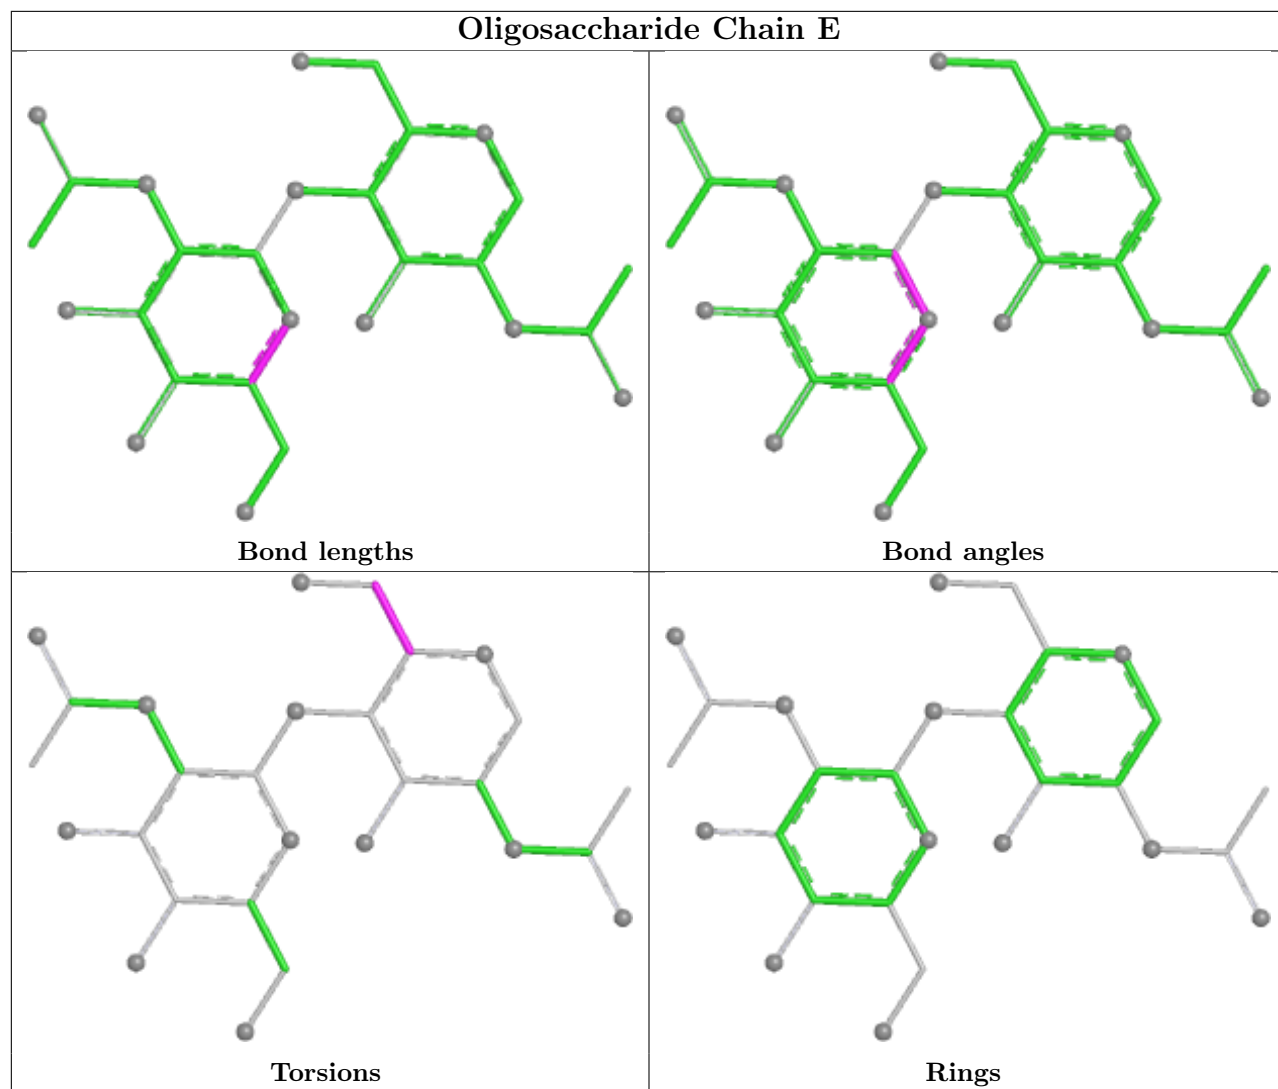 Oligosaccharide Chain E
Bond lengths
Bond angles
Torsions
Rings